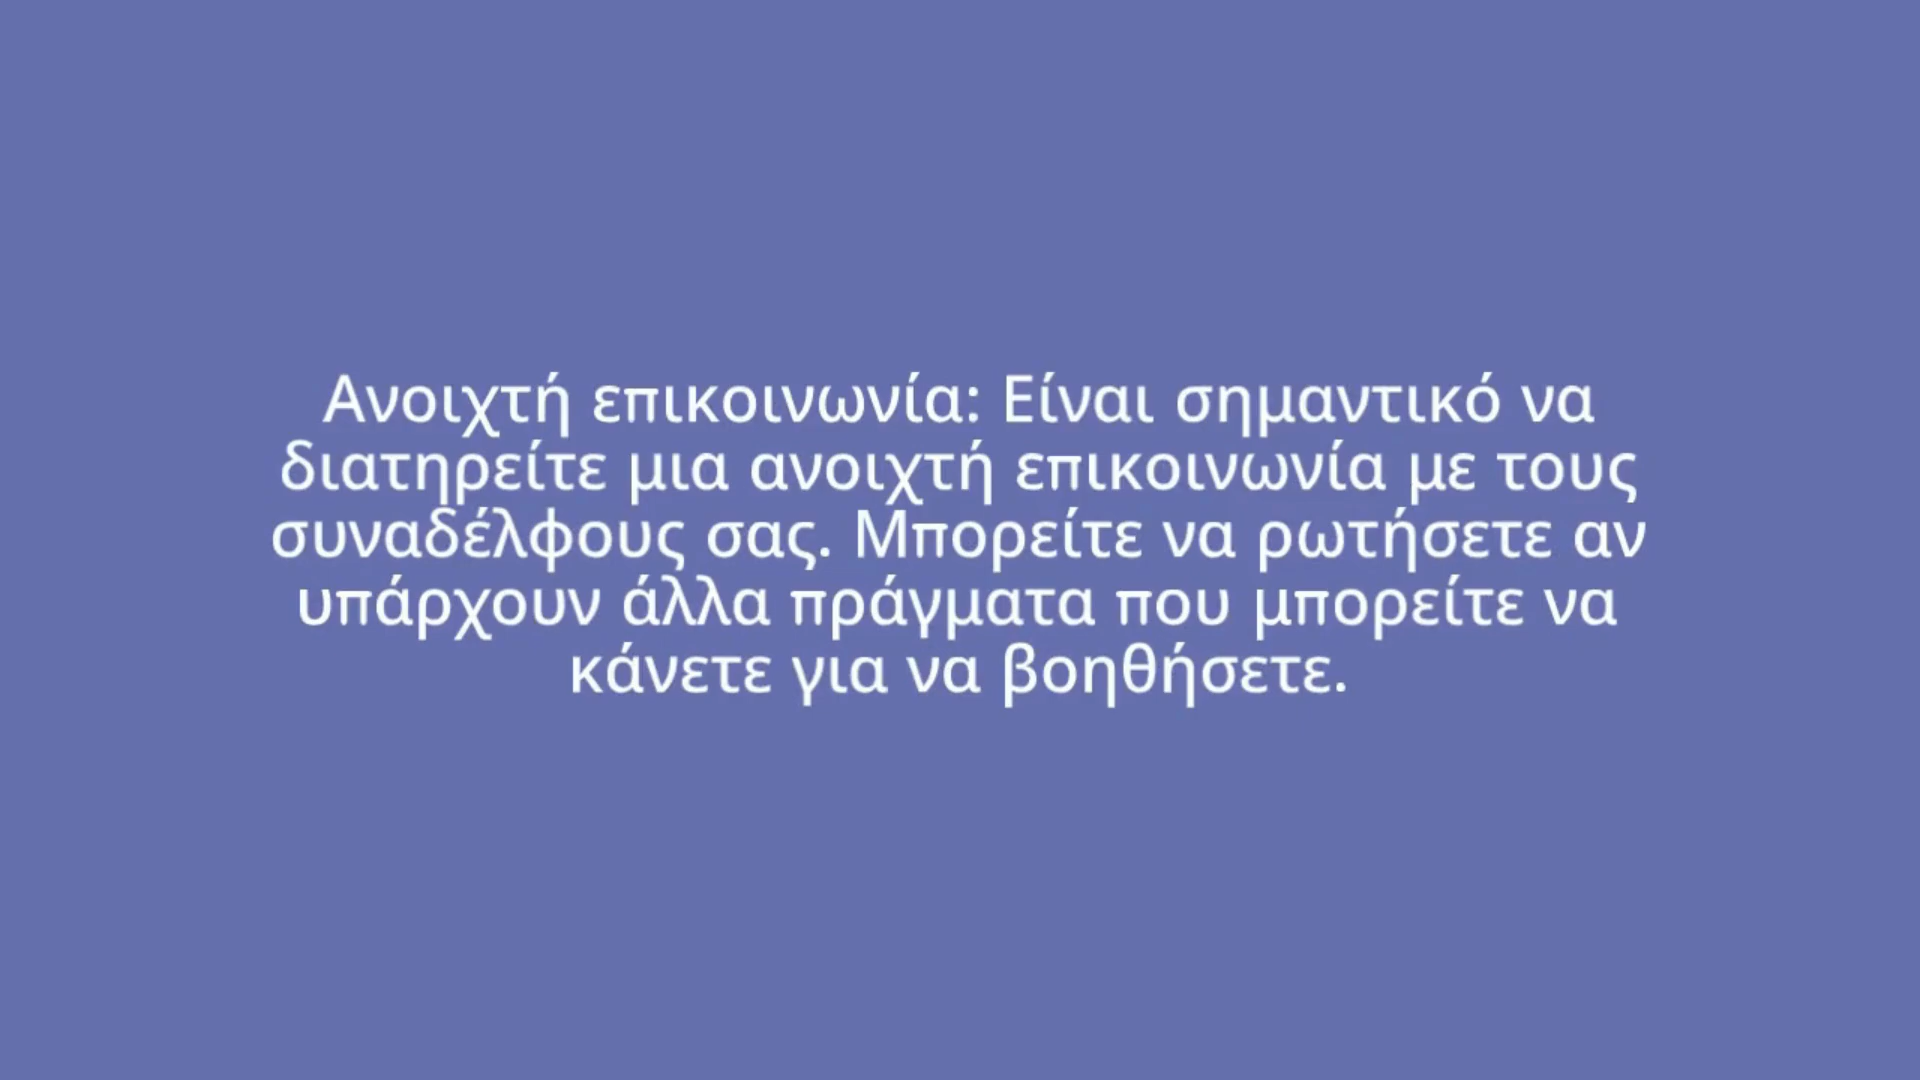 Ανοιχτή επικοινωνία: Είναι σημαντικό να
διατηρείτε μια ανοιχτή επικοινωνία με τους
συναδέλφους σας. Μπορείτε να ρωτήσετε αν
υπάρχουν άλλα πράγματα που μπορείτε να
κάνετε για να βοηθήσετε.